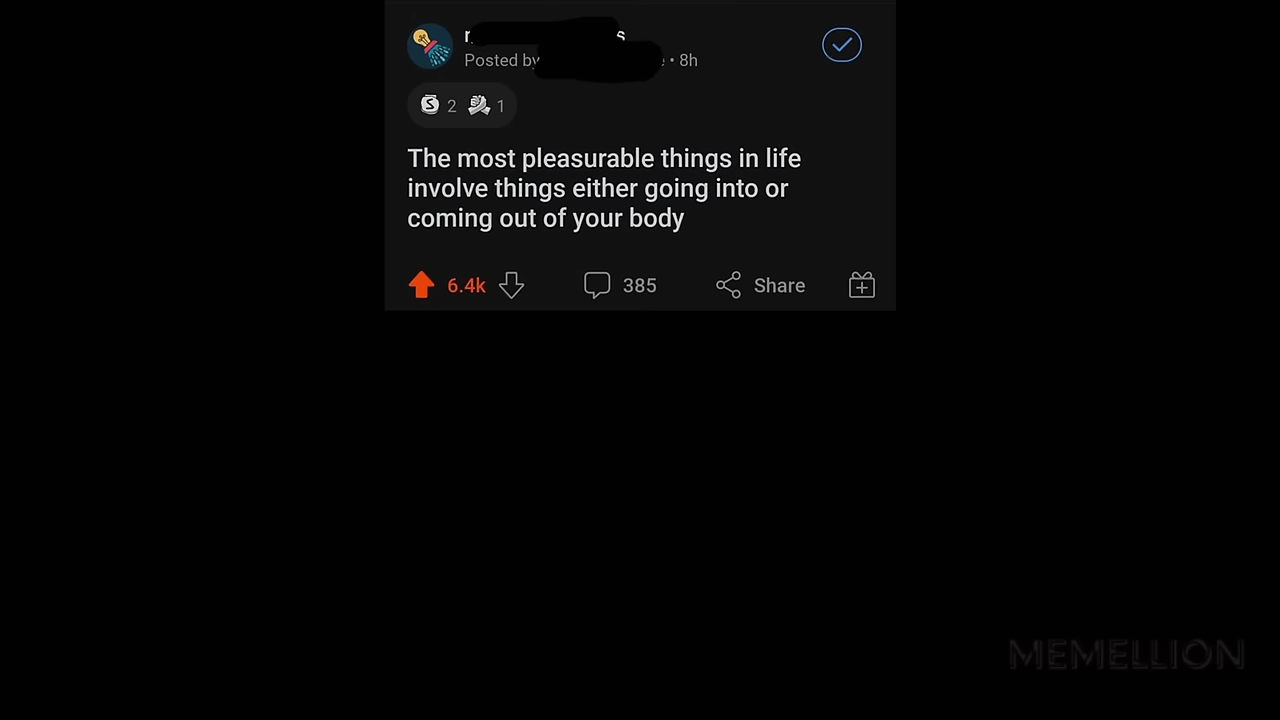 Posted by • 8h
2 1
The most pleasurable things in life
involve things either going into or
coming out of your body
6.4k 385 Share
MEMELLION